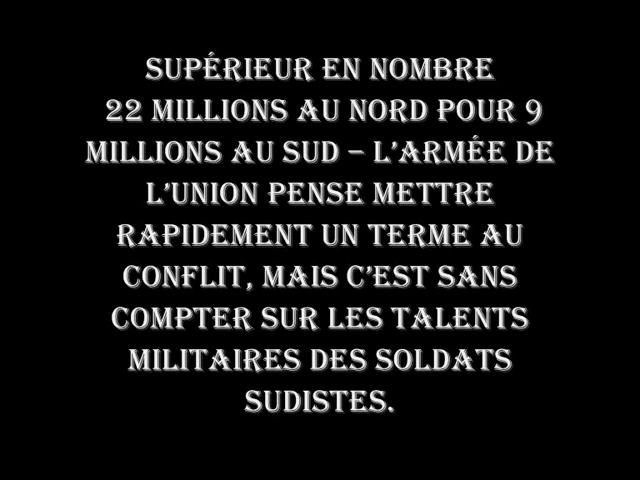 SUPÉRIEUR EN NOMBRE
22 MILLIONS AU NORD POUR 9
MILLIONS AU SUD – L’ARMÉE DE
L’UNION PENSE METTRE
RAPIDEMENT UN TERME AU
CONFLIT, MAIS C’EST SANS
COMPTER SUR LES TALENTS
MILITAIRES DES SOLDATS
SUDISTES.